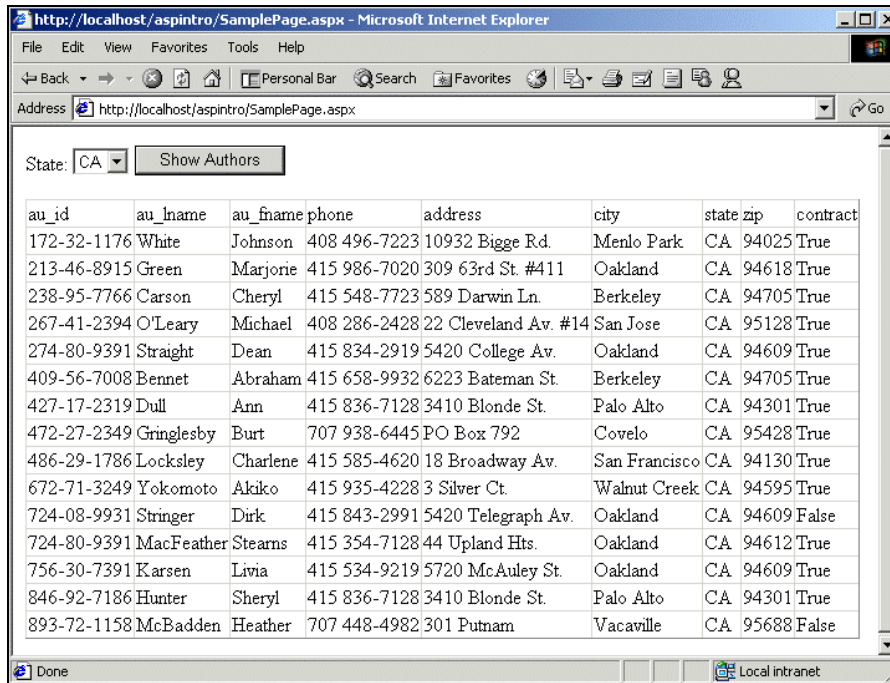 http://localhost/aspintro/SamplePage.aspx - Microsoft Internet Explorer
File Edit View Favorites Tools Help
Back Personal Bar Search Favorites
Address http://localhost/aspintro/SamplePage.aspx Go
State: CA Show Authors
au_id au_lname au_fname phone address city state zip contract
172-32-1176 White Johnson 408 496-7223 10932 Bigge Rd. Menlo Park CA 94025 True
213-46-8915 Green Marjorie 415 986-7020 309 63rd St. #411 Oakland CA 94618 True
238-95-7766 Carson Cheryl 415 548-7723 589 Darwin Ln. Berkeley CA 94705 True
267-41-2394 O'Leary Michael 408 286-2428 22 Cleveland Av. #14 San Jose CA 95128 True
274-80-9391 Straight Dean 415 834-2919 5420 College Av. Oakland CA 94609 True
409-56-7008 Bennet Abraham 415 658-9932 6223 Bateman St. Berkeley CA 94705 True
427-17-2319 Dull Ann 415 836-7128 3410 Blonde St. Palo Alto CA 94301 True
472-27-2349 Gringlesby Burt 707 938-6445 PO Box 792 Covelo CA 95428 True
486-29-1786 Locksley Charlene 415 585-4620 18 Broadway Av. San Francisco CA 94130 True
672-71-3249 Yokomoto Akiko 415 935-4228 3 Silver Ct. Walnut Creek CA 94595 True
724-08-9931 Stringer Dirk 415 843-2991 5420 Telegraph Av. Oakland CA 94609 False
724-80-9391 MacFeather Stearns 415 354-7128 44 Upland Hts. Oakland CA 94612 True
756-30-7391 Karsen Livia 415 534-9219 5720 McAuley St. Oakland CA 94609 True
846-92-7186 Hunter Sheryl 415 836-7128 3410 Blonde St. Palo Alto CA 94301 True
893-72-1158 McBadden Heather 707 448-4982 301 Putnam Vacaville CA 95688 False
Done Local intranet